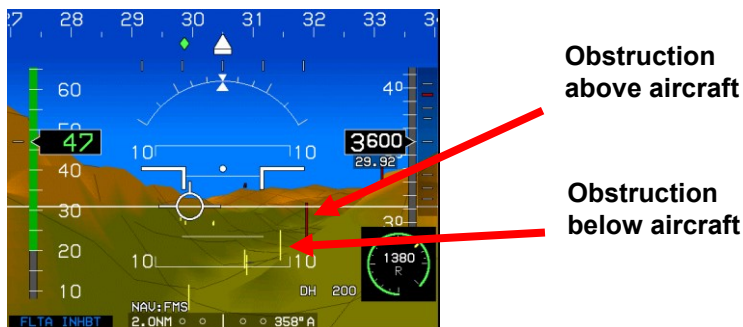 27 28 29 30 31 32 33 3
60
47
40
30
20
10
40
3600
29.92
30
10 10
10 10
1380
R
DH 200
NAV:FMS
FLTA INHBT 2.0NM 358° A
Obstruction
above aircraft
Obstruction
below aircraft